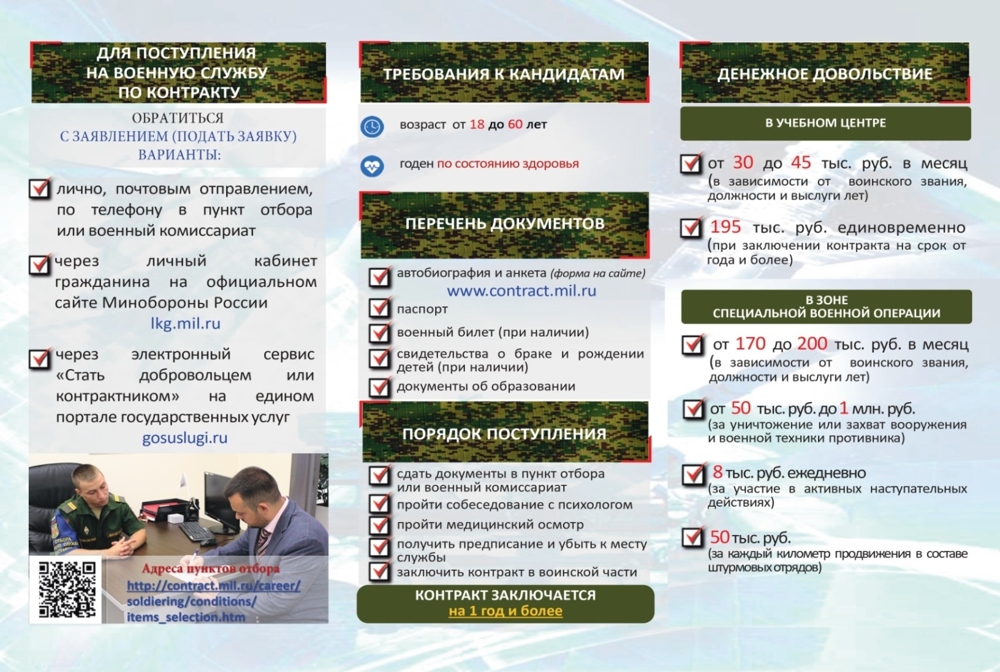 ДЛЯ ПОСТУПЛЕНИЯ
НА ВОЕННУЮ СЛУЖБУ
ПО КОНТРАКТУ
ОБРАТИТЬСЯ
С ЗАЯВЛЕНИЕМ (ПОДАТЬ ЗАЯВКУ)
ВАРИАНТЫ:
лично, почтовым отправлением,
по телефону в пункт отбора
или военный комиссариат
через личный кабинет
гражданина на официальном
сайте Минобороны России
lkg.mil.ru
через электронный сервис
«Стать добровольцем или
контрактником» на едином
портале государственных услуг
gosuslugi.ru
ОТБОРА
Адреса пунктов отбора
http://contract.mil.ru/career/
soldiering/conditions/
items_selection.htm
ТРЕБОВАНИЯ К КАНДИДАТАМ
возраст от 18 до 60 лет
годен по состоянию здоровья
ПЕРЕЧЕНЬ ДОКУМЕНТОВ
автобиография и анкета (форма на сайте)
www.contract.mil.ru
паспорт
военный билет (при наличии)
свидетельства о браке и рождении
детей (при наличии)
документы об образовании
ПОРЯДОК ПОСТУПЛЕНИЯ
сдать документы в пункт отбора
или военный комиссариат
пройти собеседование с психологом
пройти медицинский осмотр
получить предписание и убыть к месту
службы
заключить контракт в воинской части
КОНТРАКТ ЗАКЛЮЧАЕТСЯ
на 1 год и более
ДЕНЕЖНОЕ ДОВОЛЬСТВИЕ
В УЧЕБНОМ ЦЕНТРЕ
от 30 до 45 тыс. руб. в месяц
(в зависимости от воинского звания,
должности и выслуги лет)
195 тыс. руб. единовременно
(при заключении контракта на срок от
года и более)
В ЗОНЕ
СПЕЦИАЛЬНОЙ ВОЕННОЙ ОПЕРАЦИИ
от 170 до 200 тыс. руб. в месяц
(в зависимости от воинского звания,
должности и выслуги лет)
от 50 тыс. руб. до 1 млн. руб.
(за уничтожение или захват вооружения
и военной техники противника)
8 тыс. руб. ежедневно
(за участие в активных наступательных
действиях)
50 тыс. руб.
(за каждый километр продвижения в составе
штурмовых отрядов)